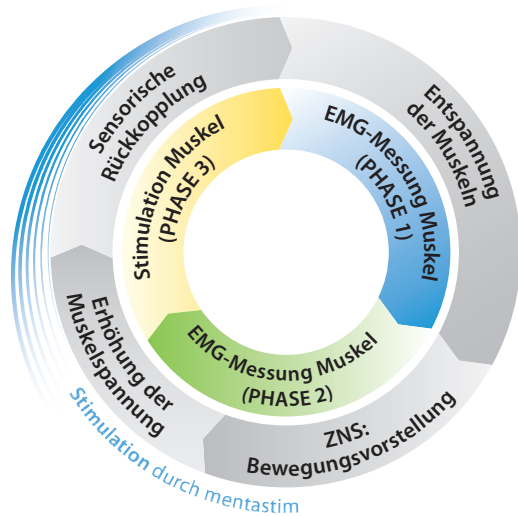 Sensorische
Rückkopplung
Entspannung
der Muskeln
Stimulation Muskel
(PHASE 3)
EMG-Messung Muskel
(PHASE 1)
EMG-Messung Muskel
(PHASE 2)
Erhöhung der
Muskelspannung
ZNS:
Bewegungsvorstellung
Stimulation durch mentastim